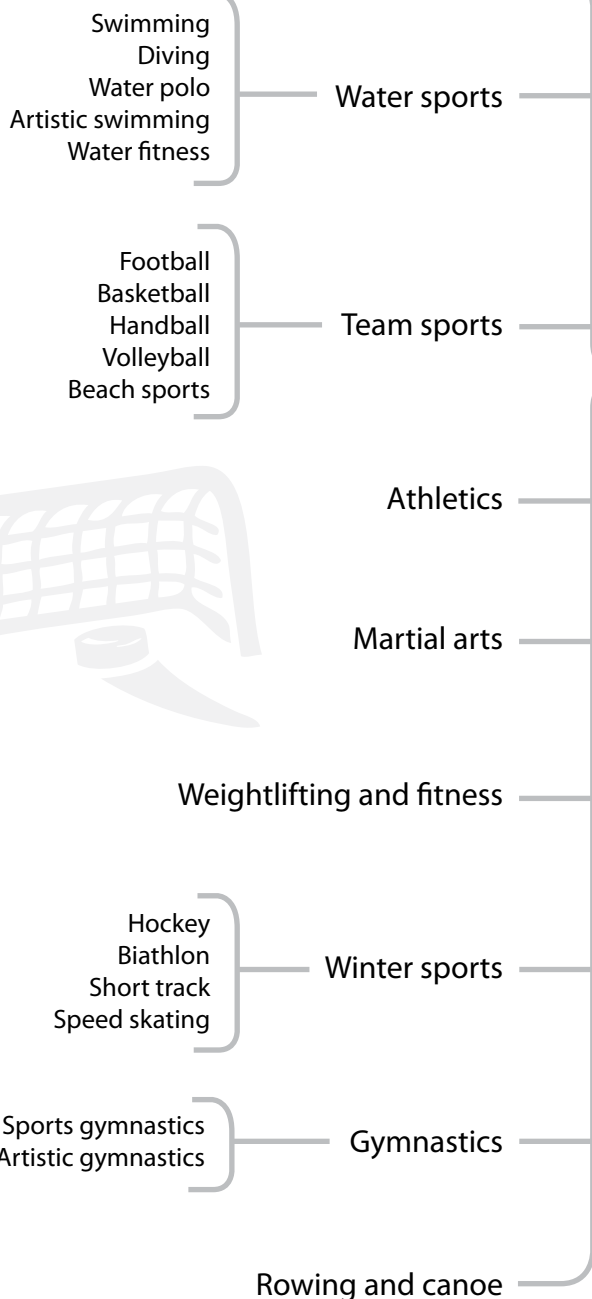 Swimming
Diving
Water polo
Artistic swimming
Water fitness
Water sports
Football
Basketball
Handball
Volleyball
Beach sports
Team sports
Athletics
Martial arts
Weightlifting and fitness
Hockey
Biathlon
Short track
Speed skating
Winter sports
Sports gymnastics
Artistic gymnastics
Gymnastics
Rowing and canoe